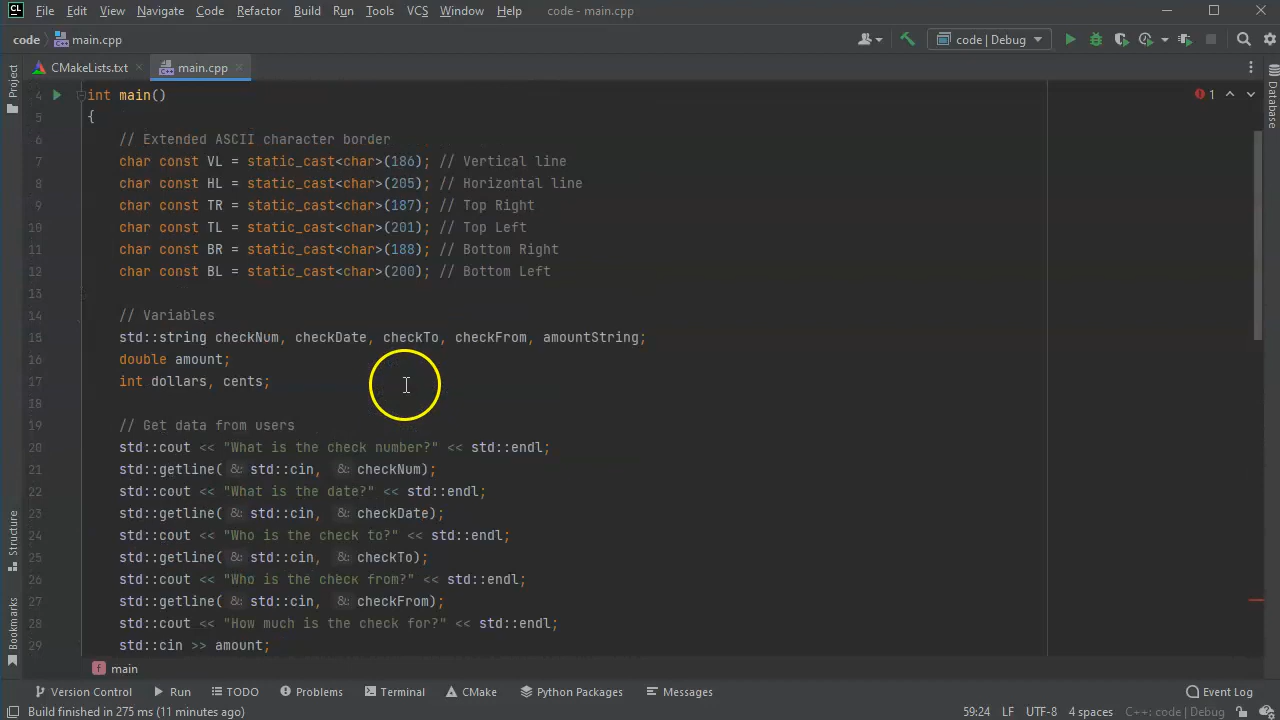 CL File Edit View Navigate Code Refactor Build Run Tools VCS Window Help code - main.cpp
code main.cpp code | Debug
CMakeLists.txt main.cpp
Project
Database
1
4 int main()
5 {
6 // Extended ASCII character border
7 char const VL = static_cast<char>(186); // Vertical line
8 char const HL = static_cast<char>(205); // Horizontal line
9 char const TR = static_cast<char>(187); // Top Right
10 char const TL = static_cast<char>(201); // Top Left
11 char const BR = static_cast<char>(188); // Bottom Right
12 char const BL = static_cast<char>(200); // Bottom Left
13
14 // Variables
15 std::string checkNum, checkDate, checkTo, checkFrom, amountString;
16 double amount;
17 int dollars, cents;
18
19 // Get data from users
20 std::cout << "What is the check number?" << std::endl;
21 std::getline( &: std::cin, &: checkNum);
22 std::cout << "What is the date?" << std::endl;
23 std::getline( &: std::cin, &: checkDate);
24 std::cout << "Who is the check to?" << std::endl;
25 std::getline( &: std::cin, &: checkTo);
26 std::cout << "Who is the check from?" << std::endl;
27 std::getline( &: std::cin, &: checkFrom);
28 std::cout << "How much is the check for?" << std::endl;
29 std::cin >> amount;
Structure
Bookmarks
f main
Version Control Run TODO Problems Terminal CMake Python Packages Messages Event Log
Build finished in 275 ms (11 minutes ago) 59:24 LF UTF-8 4 spaces C++: code | Debug